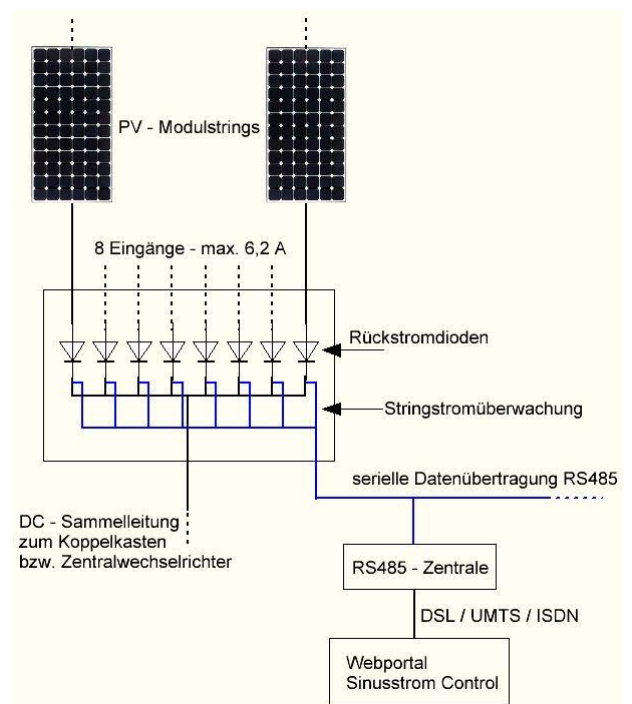 PV - Modulstrings
8 Eingänge - max. 6,2 A
Rückstromdioden
Stringstromüberwachung
serielle Datenübertragung RS485
DC - Sammelleitung
zum Koppelkasten
bzw. Zentralwechselrichter
RS485 - Zentrale
DSL / UMTS / ISDN
Webportal
Sinusstrom Control